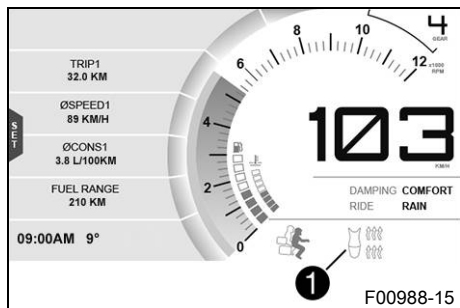 4
GEAR
8
10
6
12
x1000
RPM
TRIP1
32.0 KM
ØSPEED1
89 KM/H
SET
4
103
KM/H
ØCONS1
3.8 L/100KM
FUEL RANGE
210 KM
2
DAMPING COMFORT
RIDE RAIN
09:00AM 9°
0
1
F00988-15